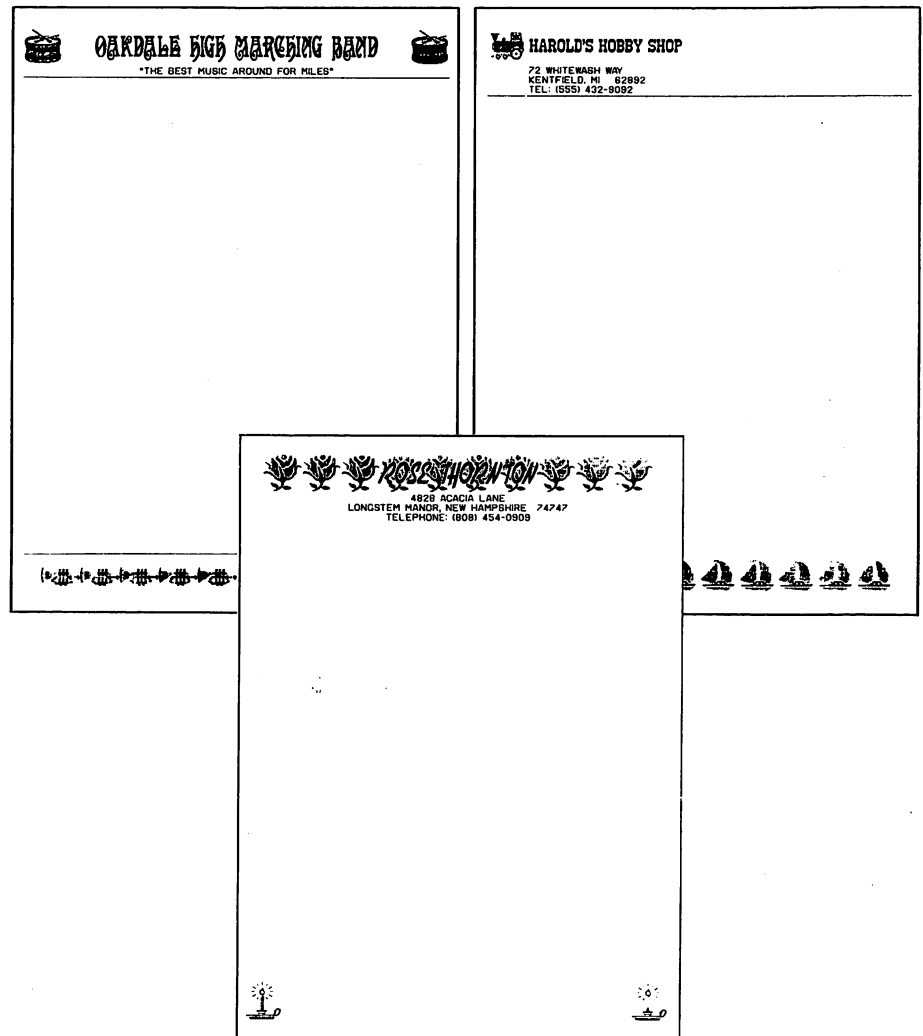 OAKDALE HIGH MARCHING BAND
"THE BEST MUSIC AROUND FOR MILES"
HAROLD'S HOBBY SHOP
72 WHITEWASH WAY
KENTFIELD, MI 62892
TEL: (555) 432-9092
ROSE THORNTON
4828 ACACIA LANE
LONGSTEM MANOR, NEW HAMPSHIRE 74747
TELEPHONE: (808) 454-0909